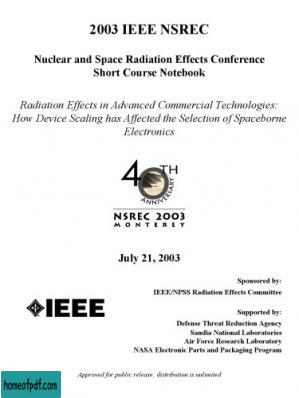 2003 IEEE NSREC
Nuclear and Space Radiation Effects Conference
Short Course Notebook
Radiation Effects in Advanced Commercial Technologies:
How Device Scaling has Affected the Selection of Spaceborne
Electronics
40TH
ANNIVERSARY
NSREC 2003
MONTEREY
July 21, 2003
Sponsored by:
IEEE/NPSS Radiation Effects Committee
IEEE
Supported by:
Defense Threat Reduction Agency
Sandia National Laboratories
Air Force Research Laboratory
NASA Electronic Parts and Packaging Program
Approved for public release; distribution is unlimited
homeofpdf.com